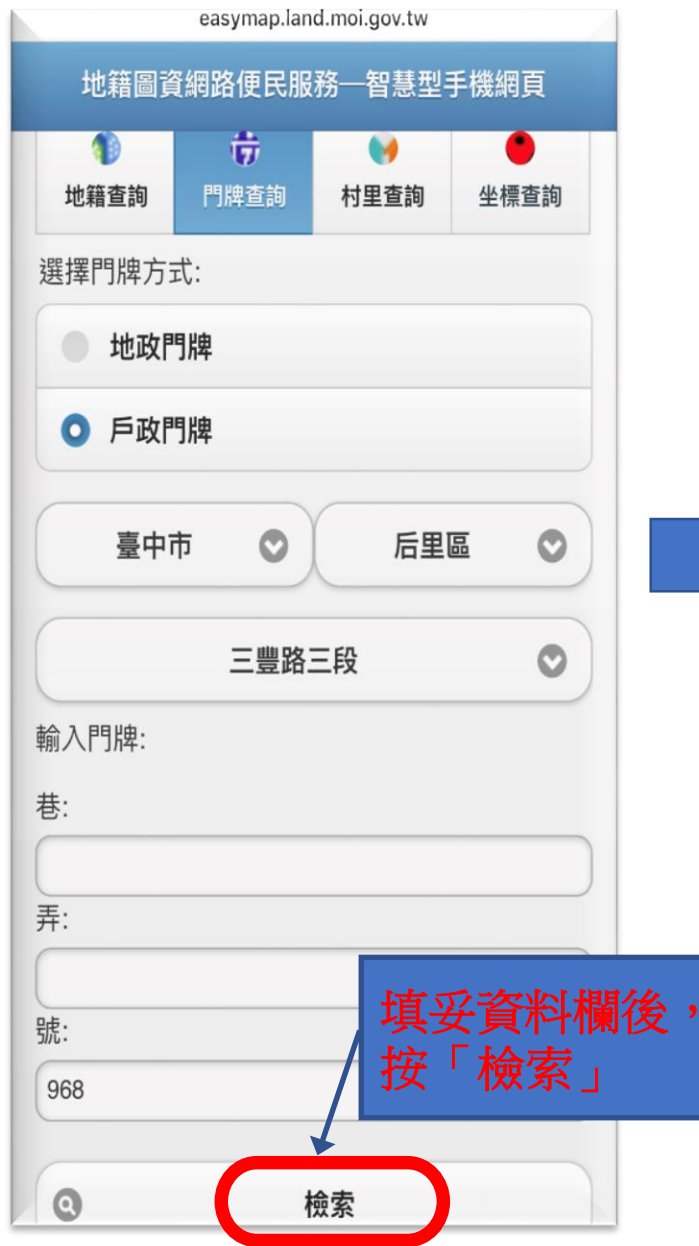 easymap.land.moi.gov.tw
地籍圖資網路便民服務—智慧型手機網頁
地籍查詢 門牌查詢 村里查詢 坐標查詢
選擇門牌方式:
地政門牌
戶政門牌
臺中市 后里區
三豐路三段
輸入門牌:
巷:
弄:
號:
968
填妥資料欄後，
按「檢索」
檢索